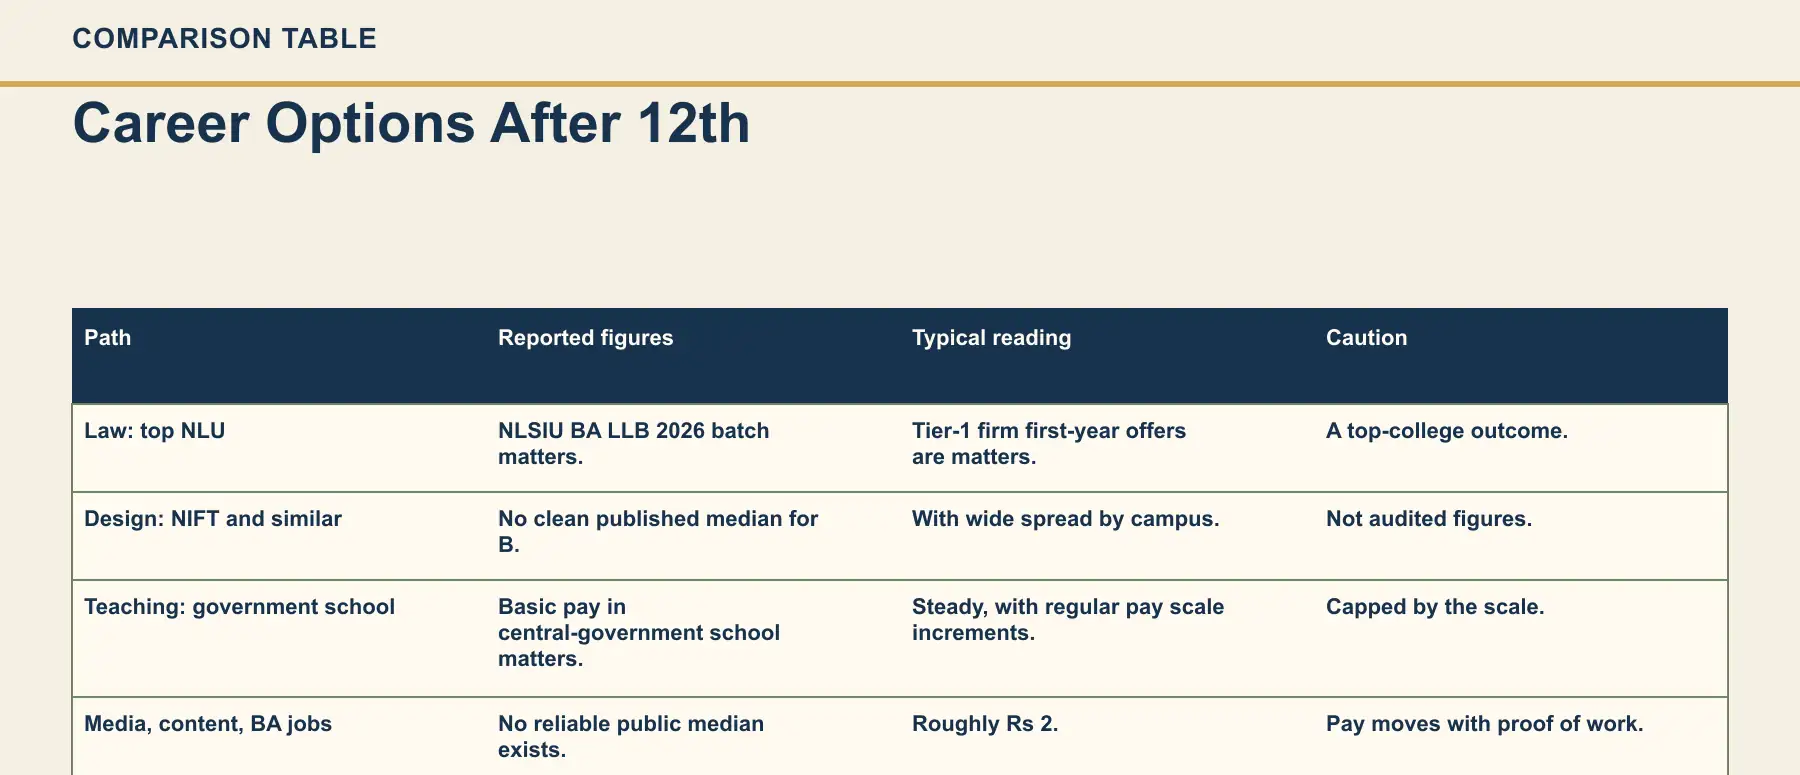 COMPARISON TABLE
Career Options After 12th
Path
Reported figures
Typical reading
Caution
Law: top NLU
NLSIU BA LLB 2026 batch
matters.
Tier-1 firm first-year offers
are matters.
A top-college outcome.
Design: NIFT and similar
No clean published median for
B.
With wide spread by campus.
Not audited figures.
Teaching: government school
Basic pay in
central-government school
matters.
Steady, with regular pay scale
increments.
Capped by the scale.
Media, content, BA jobs
No reliable public median
exists.
Roughly Rs 2.
Pay moves with proof of work.